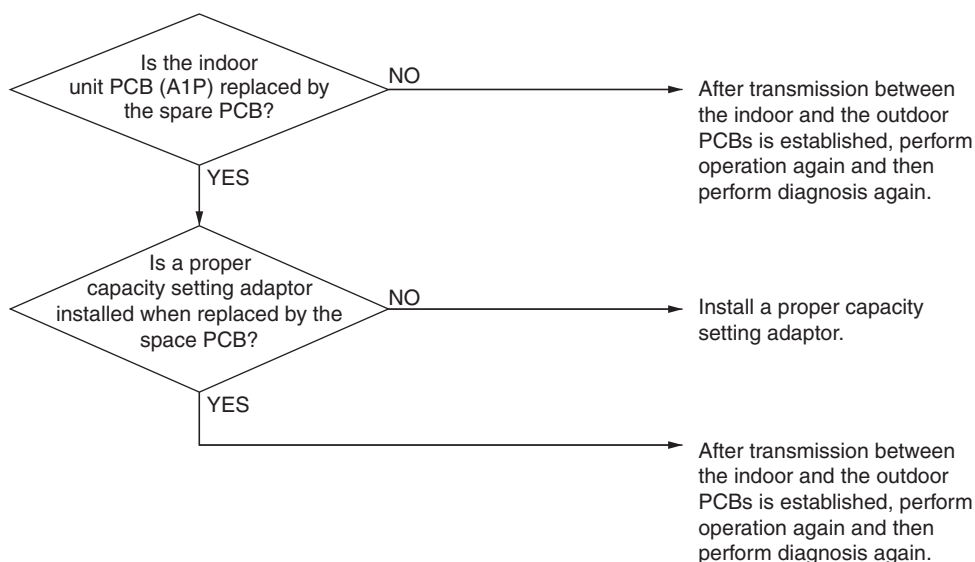 Is the indoor
unit PCB (A1P) replaced by
the spare PCB?
NO
After transmission between
the indoor and the outdoor
PCBs is established, perform
operation again and then
perform diagnosis again.
YES
Is a proper
capacity setting adaptor
installed when replaced by the
space PCB?
NO
Install a proper capacity
setting adaptor.
YES
After transmission between
the indoor and the outdoor
PCBs is established, perform
operation again and then
perform diagnosis again.